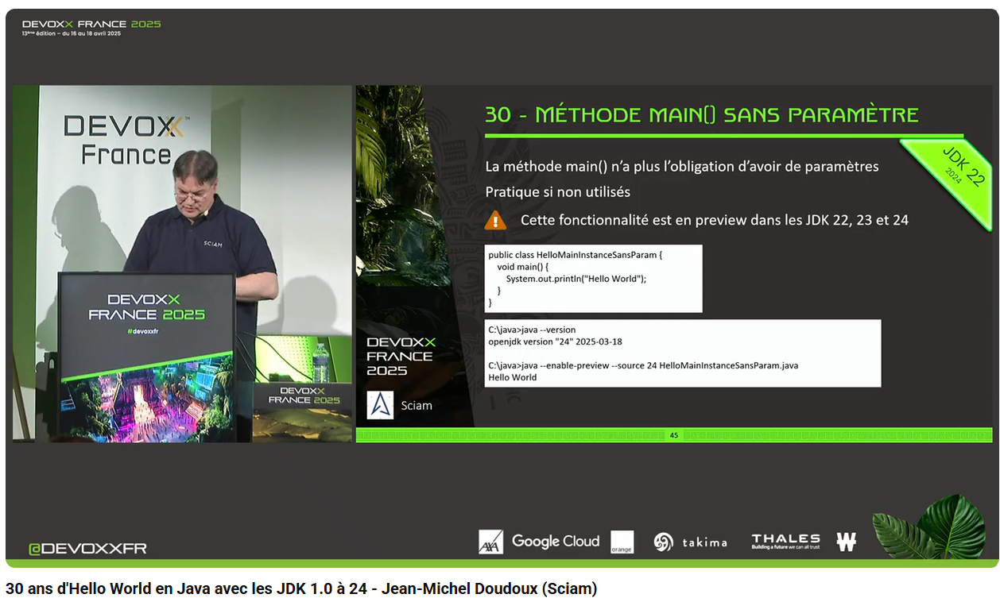 DEVOXX FRANCE 2025
13ème édition – du 16 au 18 avril 2025
DEVOXX™
France
SCIAM
DEVOXX
FRANCE 2025
#devoxxfr
DEVOXX
FRANCE 2025
30 - MÉTHODE MAIN() SANS PARAMÈTRE
JDK 22
2024
La méthode main() n’a plus l’obligation d’avoir de paramètres
Pratique si non utilisés
Cette fonctionnalité est en preview dans les JDK 22, 23 et 24
public class HelloMainInstanceSansParam {
void main() {
System.out.println("Hello World");
}
}
C:\java>java --version
openjdk version "24" 2025-03-18
C:\java>java --enable-preview --source 24 HelloMainInstanceSansParam.java
Hello World
DEVOXX
FRANCE
2025
Sciam
45
@DEVOXXFR
AXA Google Cloud orange takima THALES W
Building a future we can all trust
30 ans d'Hello World en Java avec les JDK 1.0 à 24 - Jean-Michel Doudoux (Sciam)